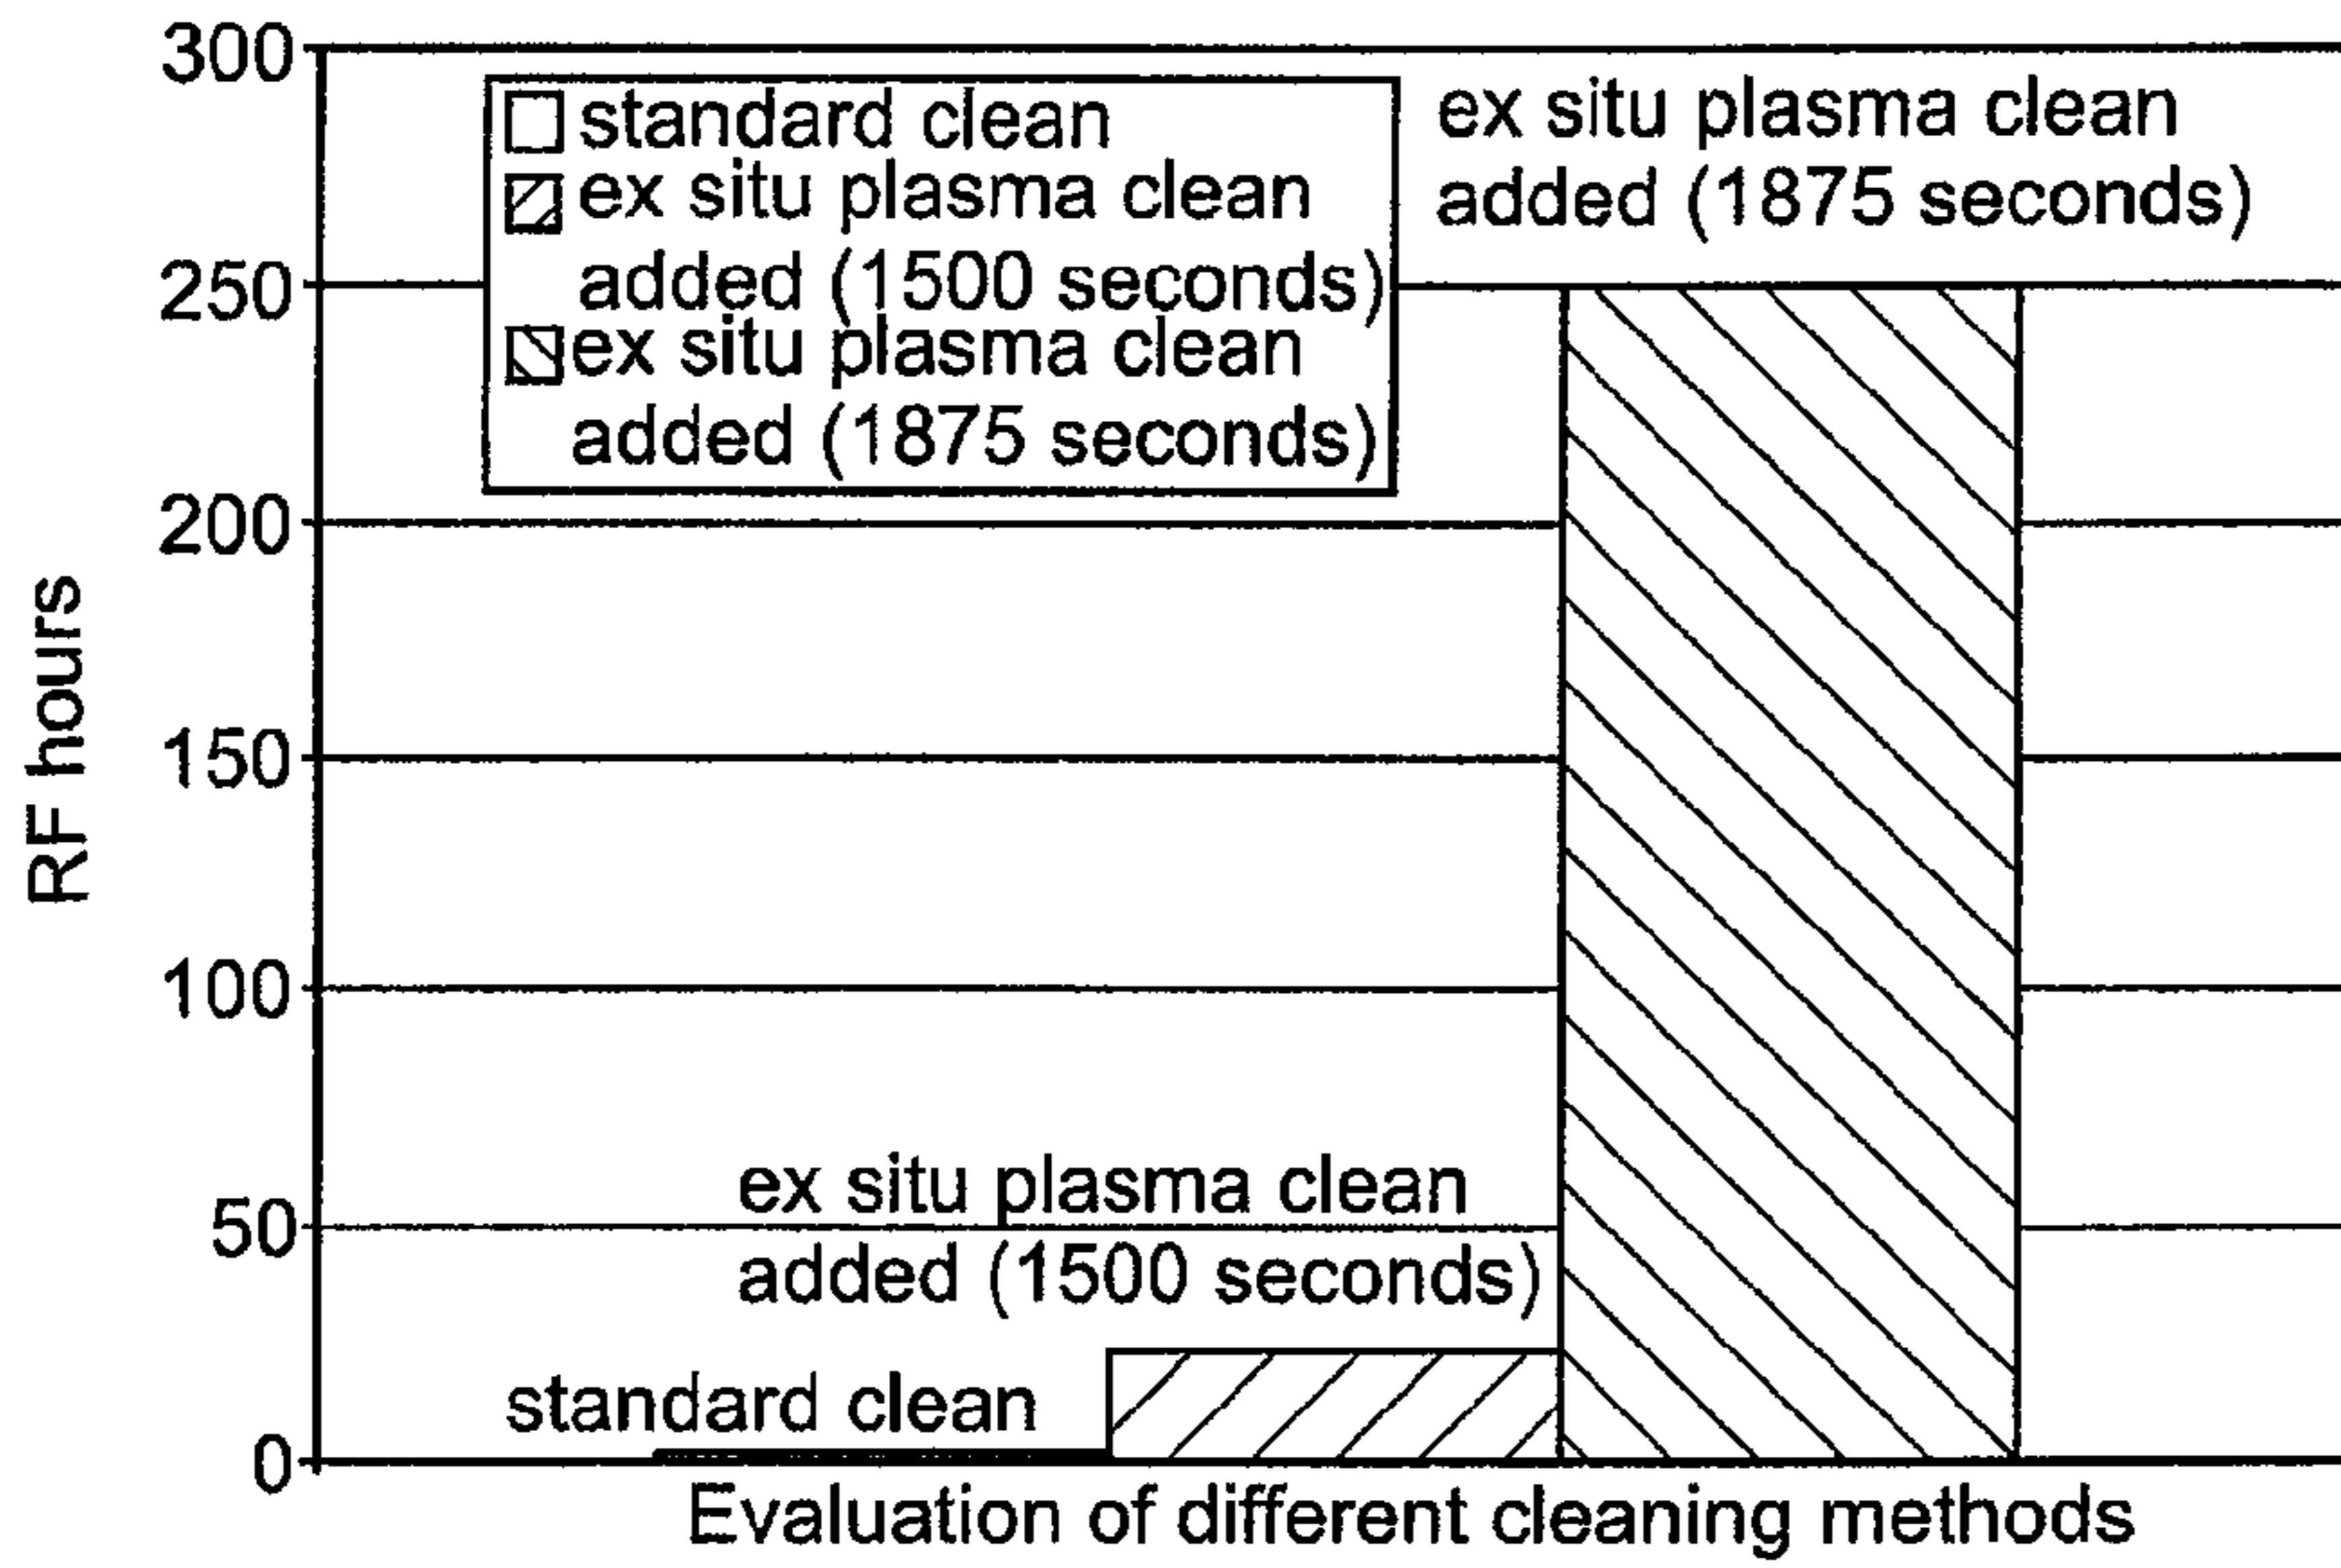 300
250
200
150
100
50
0
RF hours
standard clean
ex situ plasma clean
added (1500 seconds)
ex situ plasma clean
added (1875 seconds)
ex situ plasma clean
added (1875 seconds)
ex situ plasma clean
added (1500 seconds)
standard clean
Evaluation of different cleaning methods